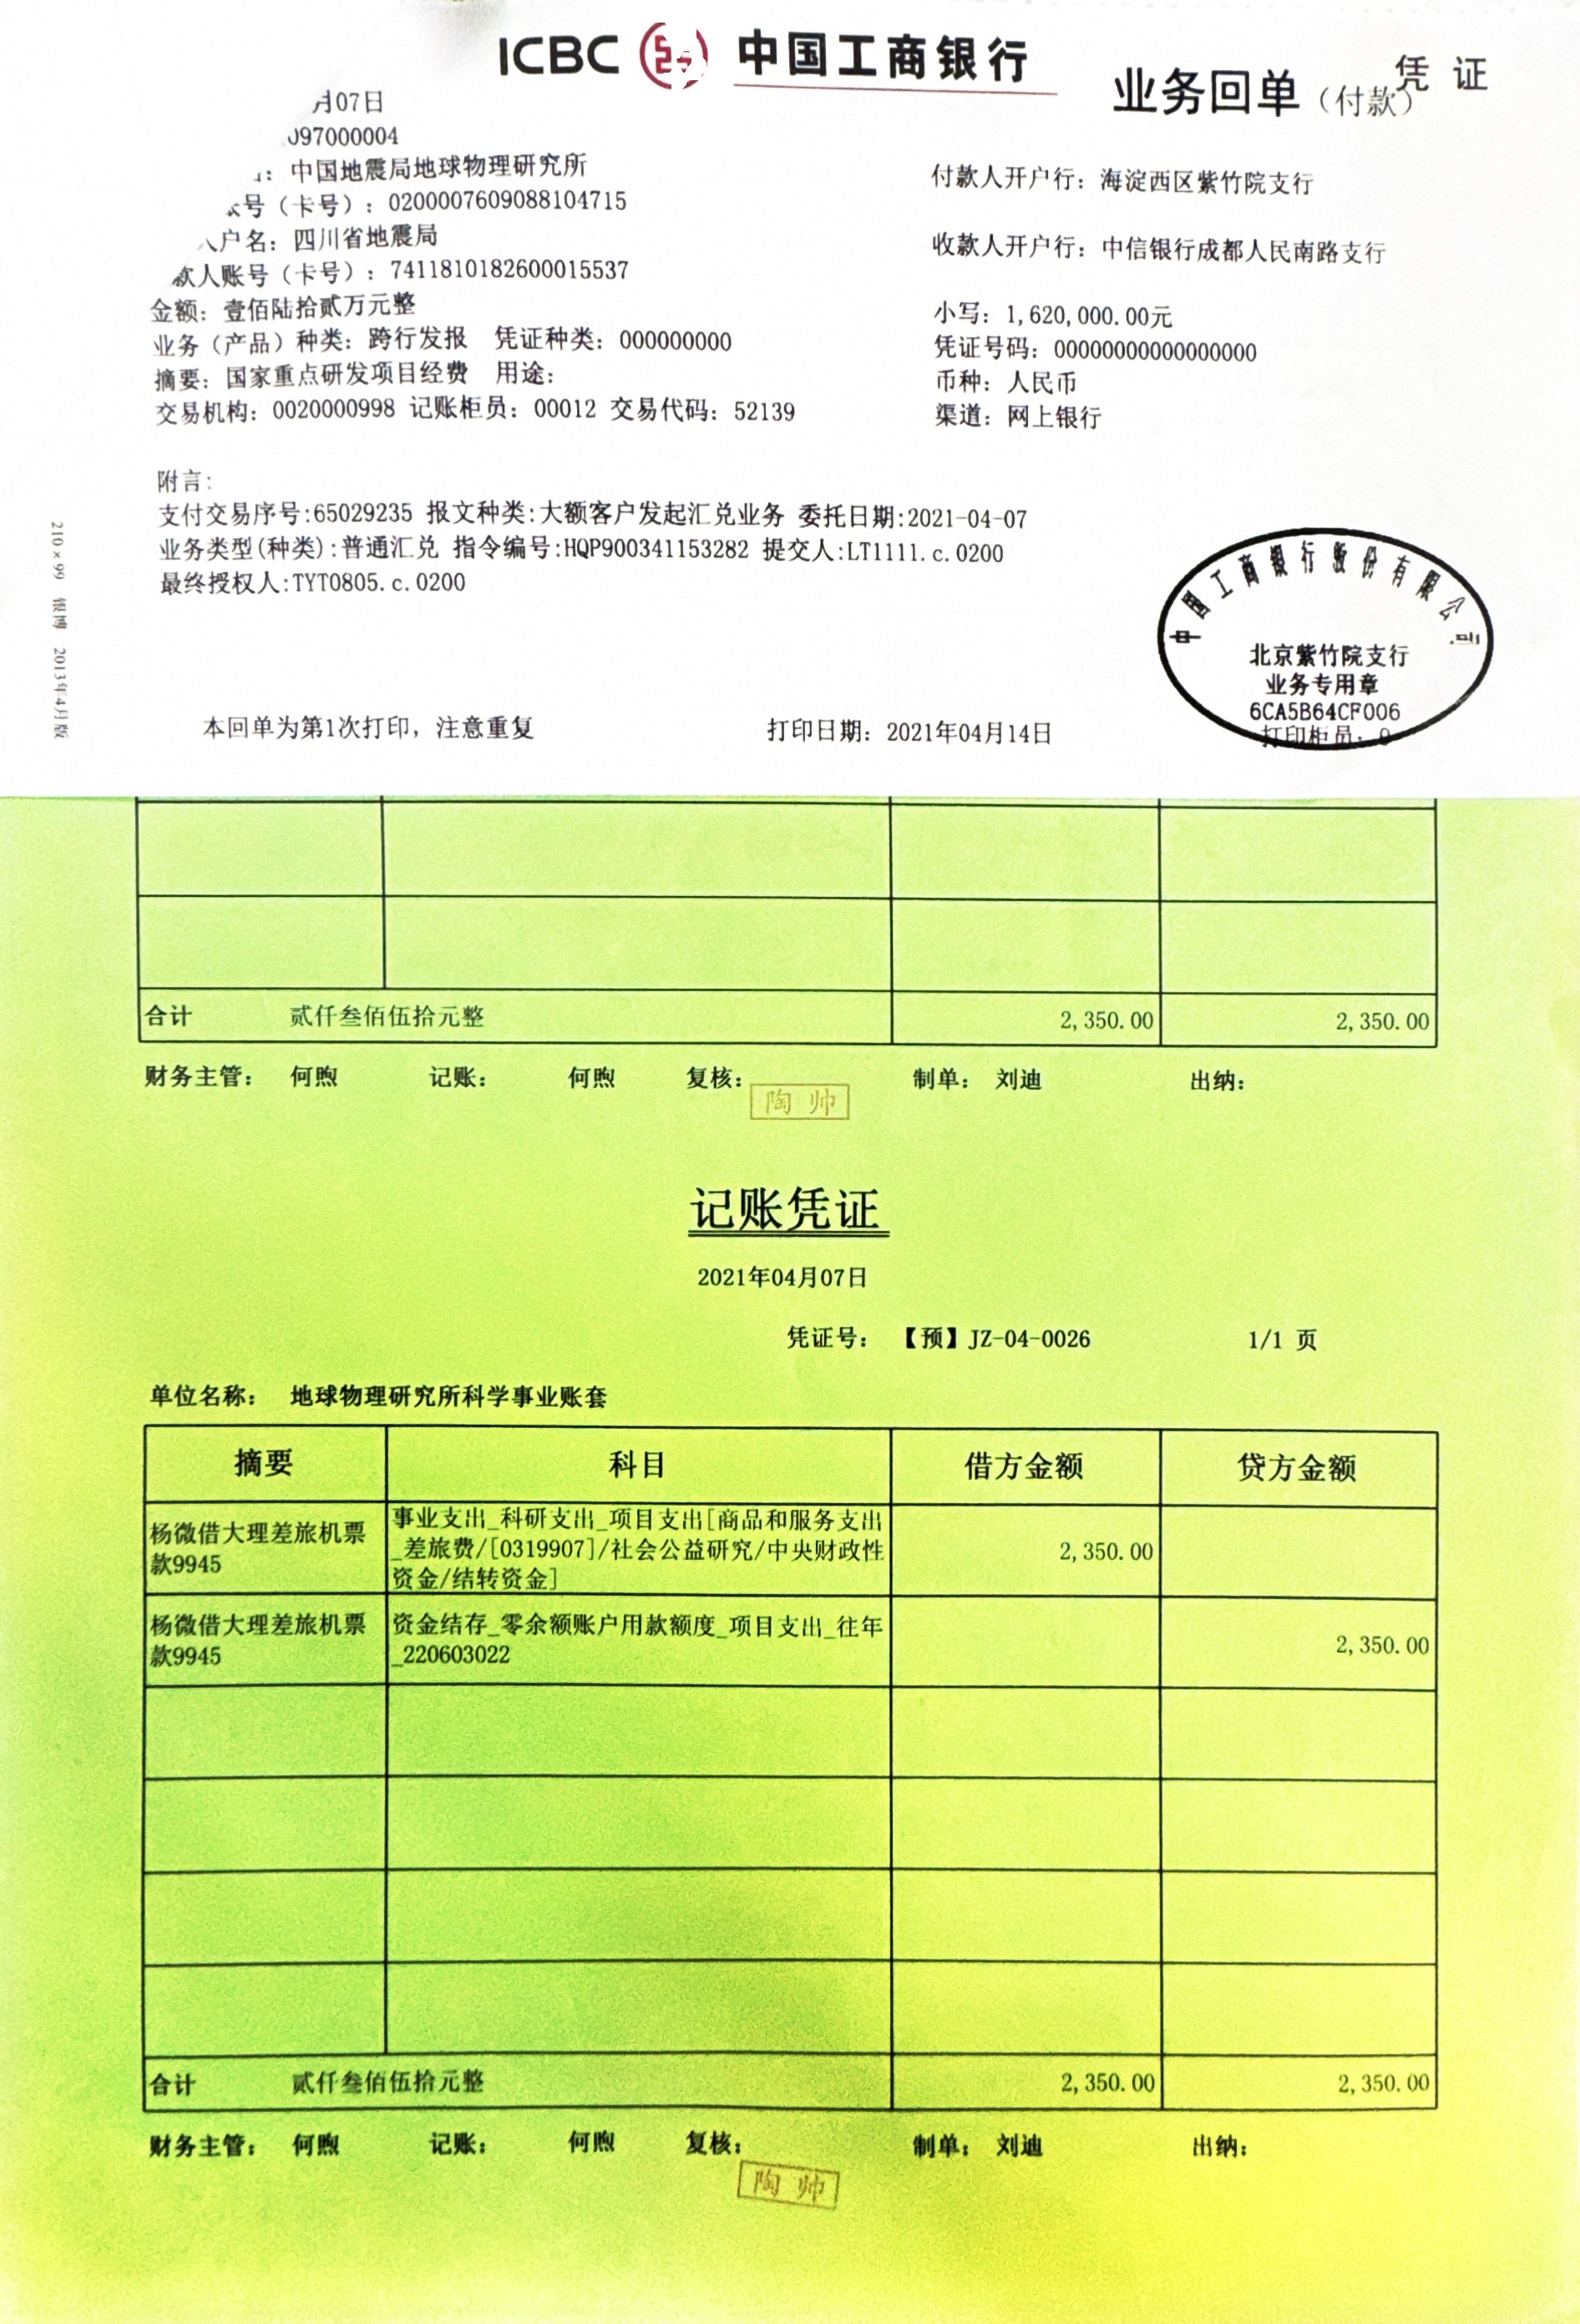 ICBC 中国工商银行
业务回单（付款）
凭 证
月07日
097000004
：中国地震局地球物理研究所
号（卡号）：0200007609088104715
付款人开户行：海淀西区紫竹院支行
户名：四川省地震局
款人账号（卡号）：7411810182600015537
收款人开户行：中信银行成都人民南路支行
金额：壹佰陆拾贰万元整
小写：1,620,000.00元
业务（产品）种类：跨行发报 凭证种类：000000000
凭证号码：00000000000000000
摘要：国家重点研发项目经费 用途：
币种：人民币
交易机构：0020000998 记账柜员：00012 交易代码：52139
渠道：网上银行
附言：
支付交易序号:65029235 报文种类:大额客户发起汇兑业务 委托日期:2021-04-07
业务类型(种类):普通汇兑 指令编号:HQP900341153282 提交人:LT1111.c.0200
最终授权人:TYT0805.c.0200
210×99 银博 2013年4月版
中国工商银行股份有限公司
北京紫竹院支行
业务专用章
6CA5B64CF006
本回单为第1次打印，注意重复 打印日期：2021年04月14日 打印柜员：9
合计 贰仟叁佰伍拾元整 2,350.00 2,350.00
财务主管： 何煦 记账： 何煦 复核： 制单： 刘迪 出纳：
陶 帅
记账凭证
2021年04月07日
凭证号： 【预】JZ-04-0026 1/1 页
单位名称： 地球物理研究所科学事业账套
摘要 科目 借方金额 贷方金额
杨微借大理差旅机票
款9945
事业支出_科研支出_项目支出[商品和服务支出
_差旅费/[0319907]/社会公益研究/中央财政性
资金/结转资金]
2,350.00
杨微借大理差旅机票
款9945
资金结存_零余额账户用款额度_项目支出_往年
_220603022
2,350.00
合计 贰仟叁佰伍拾元整 2,350.00 2,350.00
财务主管： 何煦 记账： 何煦 复核： 制单： 刘迪 出纳：
陶 帅